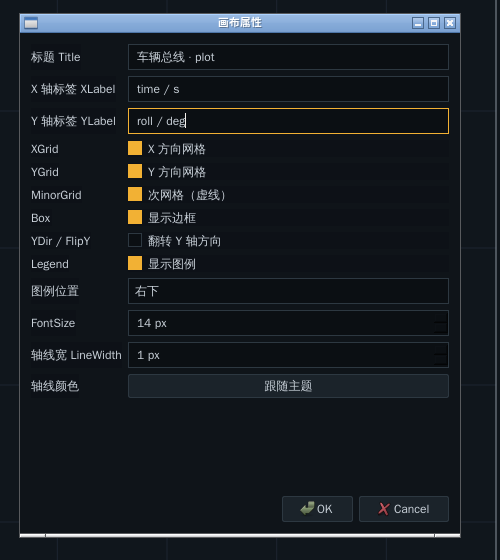 画布属性
标题 Title 车辆总线 · plot
X 轴标签 XLabel time / s
Y 轴标签 YLabel roll / deg
XGrid X 方向网格
YGrid Y 方向网格
MinorGrid 次网格（虚线）
Box 显示边框
YDir / FlipY 翻转 Y 轴方向
Legend 显示图例
图例位置 右下
FontSize 14 px
轴线宽 LineWidth 1 px
轴线颜色 跟随主题
OK Cancel